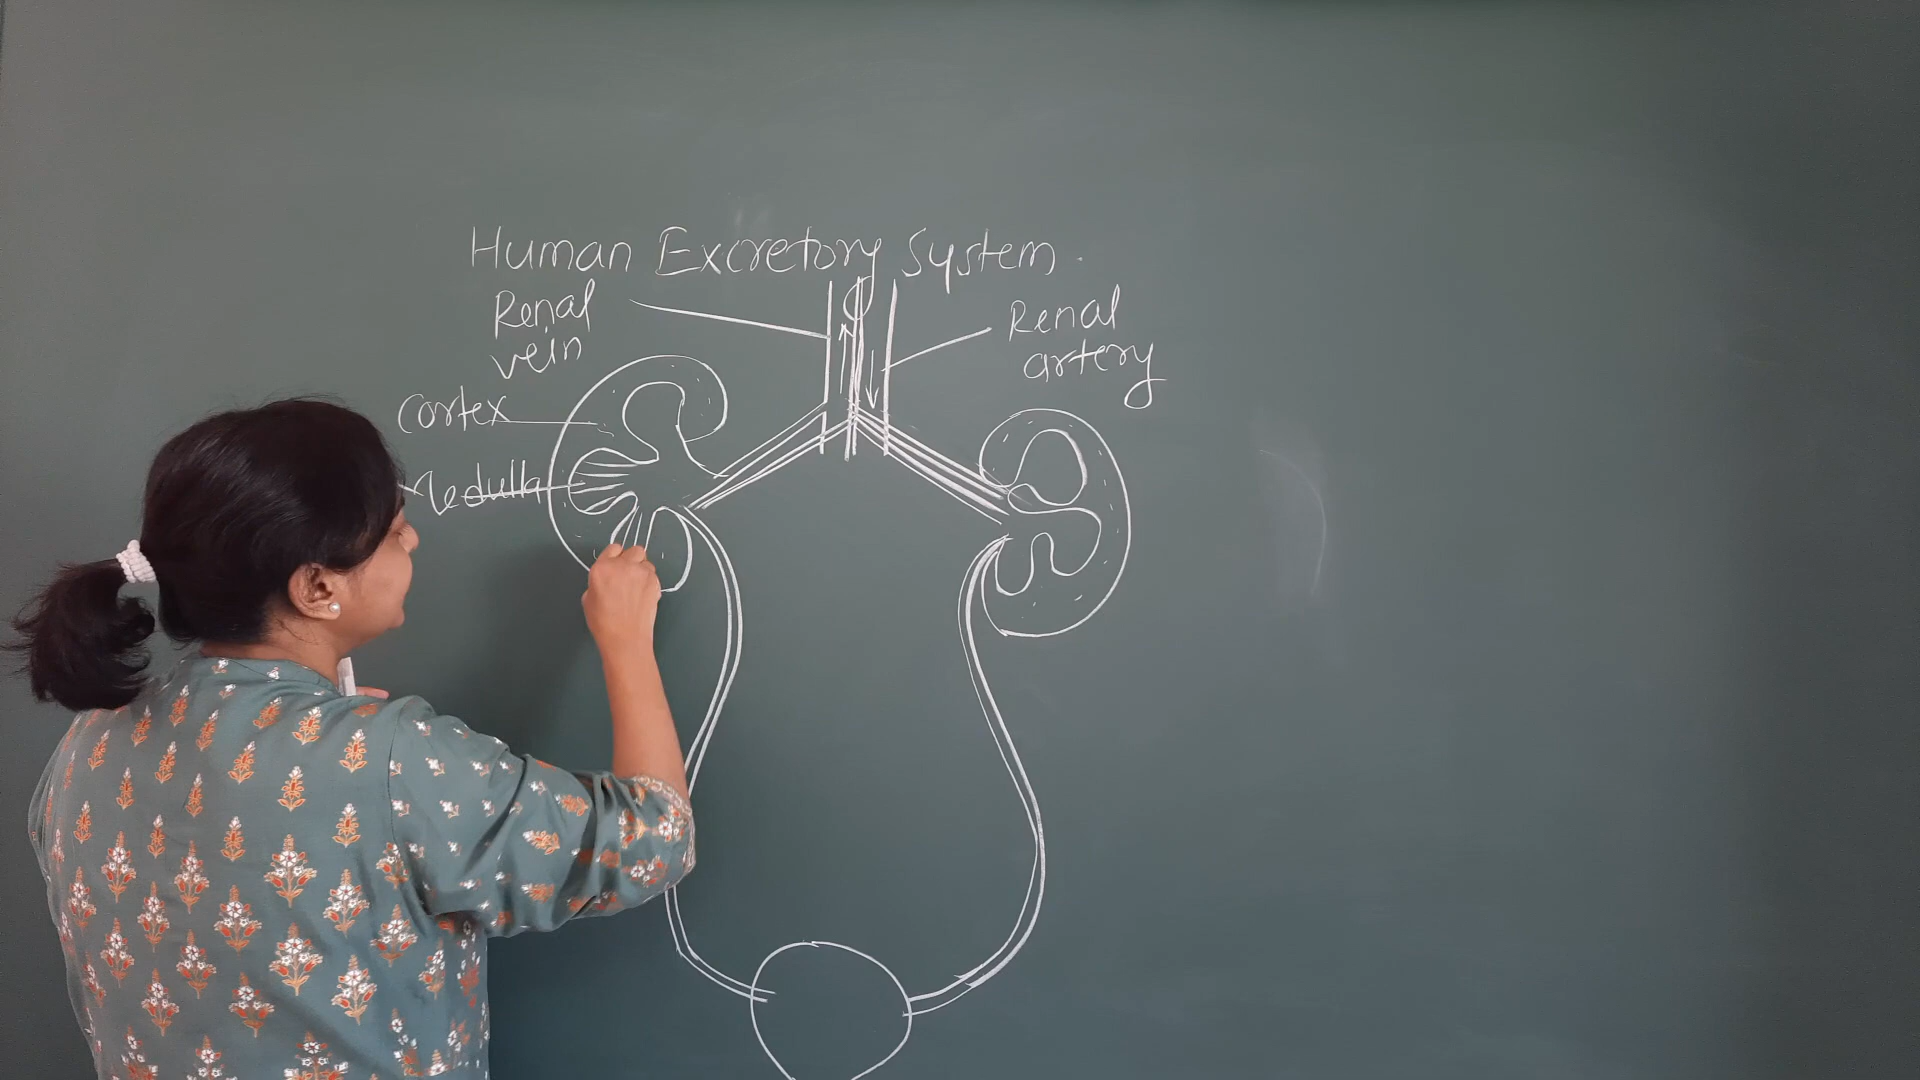 Human Excretory System.
Renal
vein
Renal
artery
Cortex
Medulla